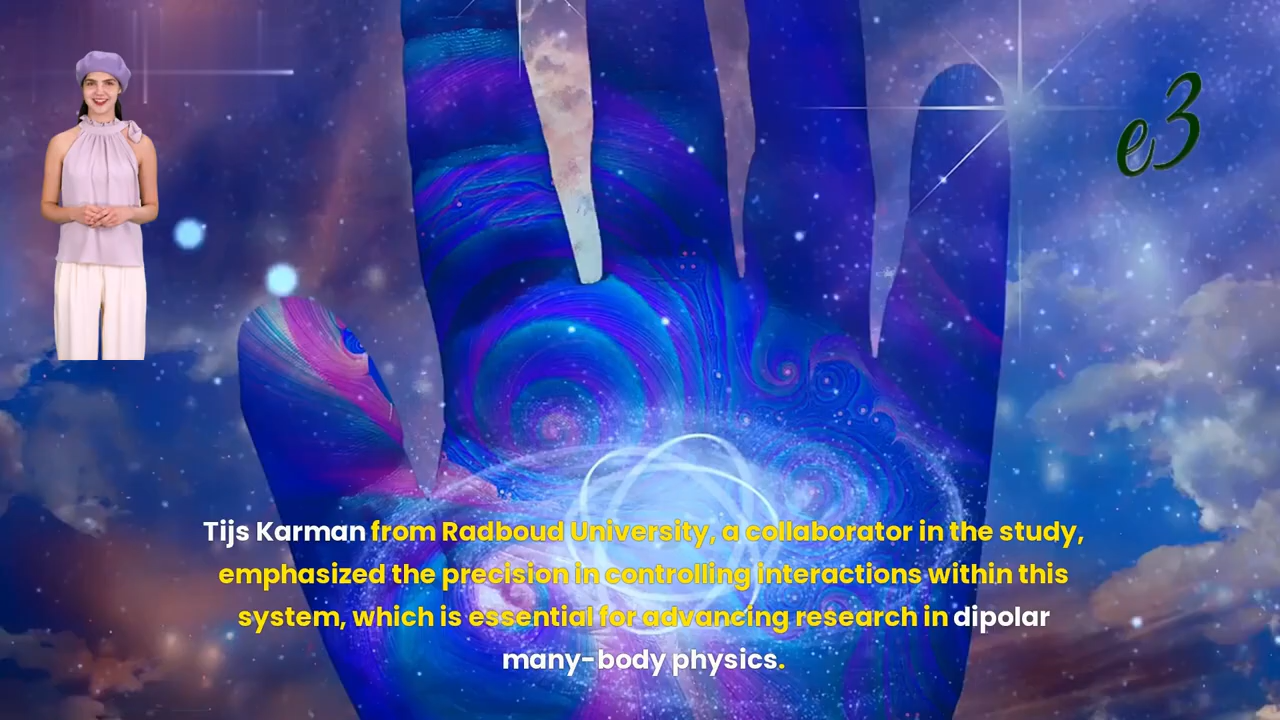 e3
Tijs Karman from Radboud University, a collaborator in the study,
emphasized the precision in controlling interactions within this
system, which is essential for advancing research in dipolar
many-body physics.